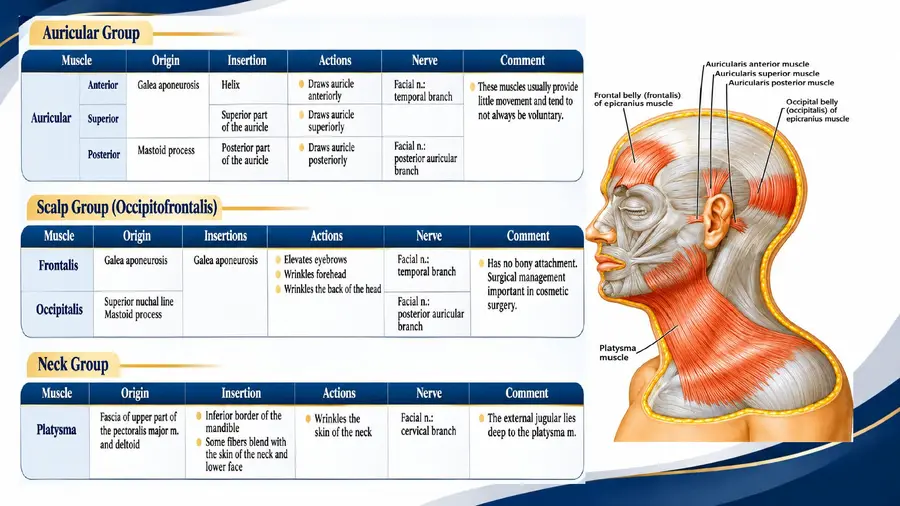 Auricular Group
Muscle Origin Insertion Actions Nerve Comment
Auricular
Anterior
Galea aponeurosis
Helix
Draws auricle
anteriorly
Facial n.:
temporal branch
These muscles usually provide
little movement and tend to
not always be voluntary.
Superior
Superior part
of the auricle
Draws auricle
superiorly
Posterior
Mastoid process
Posterior part
of the auricle
Draws auricle
posteriorly
Facial n.:
posterior auricular
branch
Scalp Group (Occipitofrontalis)
Muscle Origin Insertions Actions Nerve Comment
Frontalis
Galea aponeurosis
Galea aponeurosis
Elevates eyebrows
Wrinkles forehead
Wrinkles the back of the head
Facial n.:
temporal branch
Has no bony attachment.
Surgical management
important in cosmetic
surgery.
Occipitalis
Superior nuchal line
Mastoid process
Facial n.:
posterior auricular
branch
Neck Group
Muscle Origin Insertion Actions Nerve Comment
Platysma
Fascia of upper part of
the pectoralis major m.
and deltoid
Inferior border of the
mandible
Some fibers blend with
the skin of the neck and
lower face
Wrinkles the
skin of the neck
Facial n.:
cervical branch
The external jugular lies
deep to the platysma m.
Auricularis anterior muscle
Auricularis superior muscle
Auricularis posterior muscle
Frontal belly (frontalis)
of epicranius muscle
Occipital belly
(occipitalis) of
epicranius muscle
Platysma
muscle